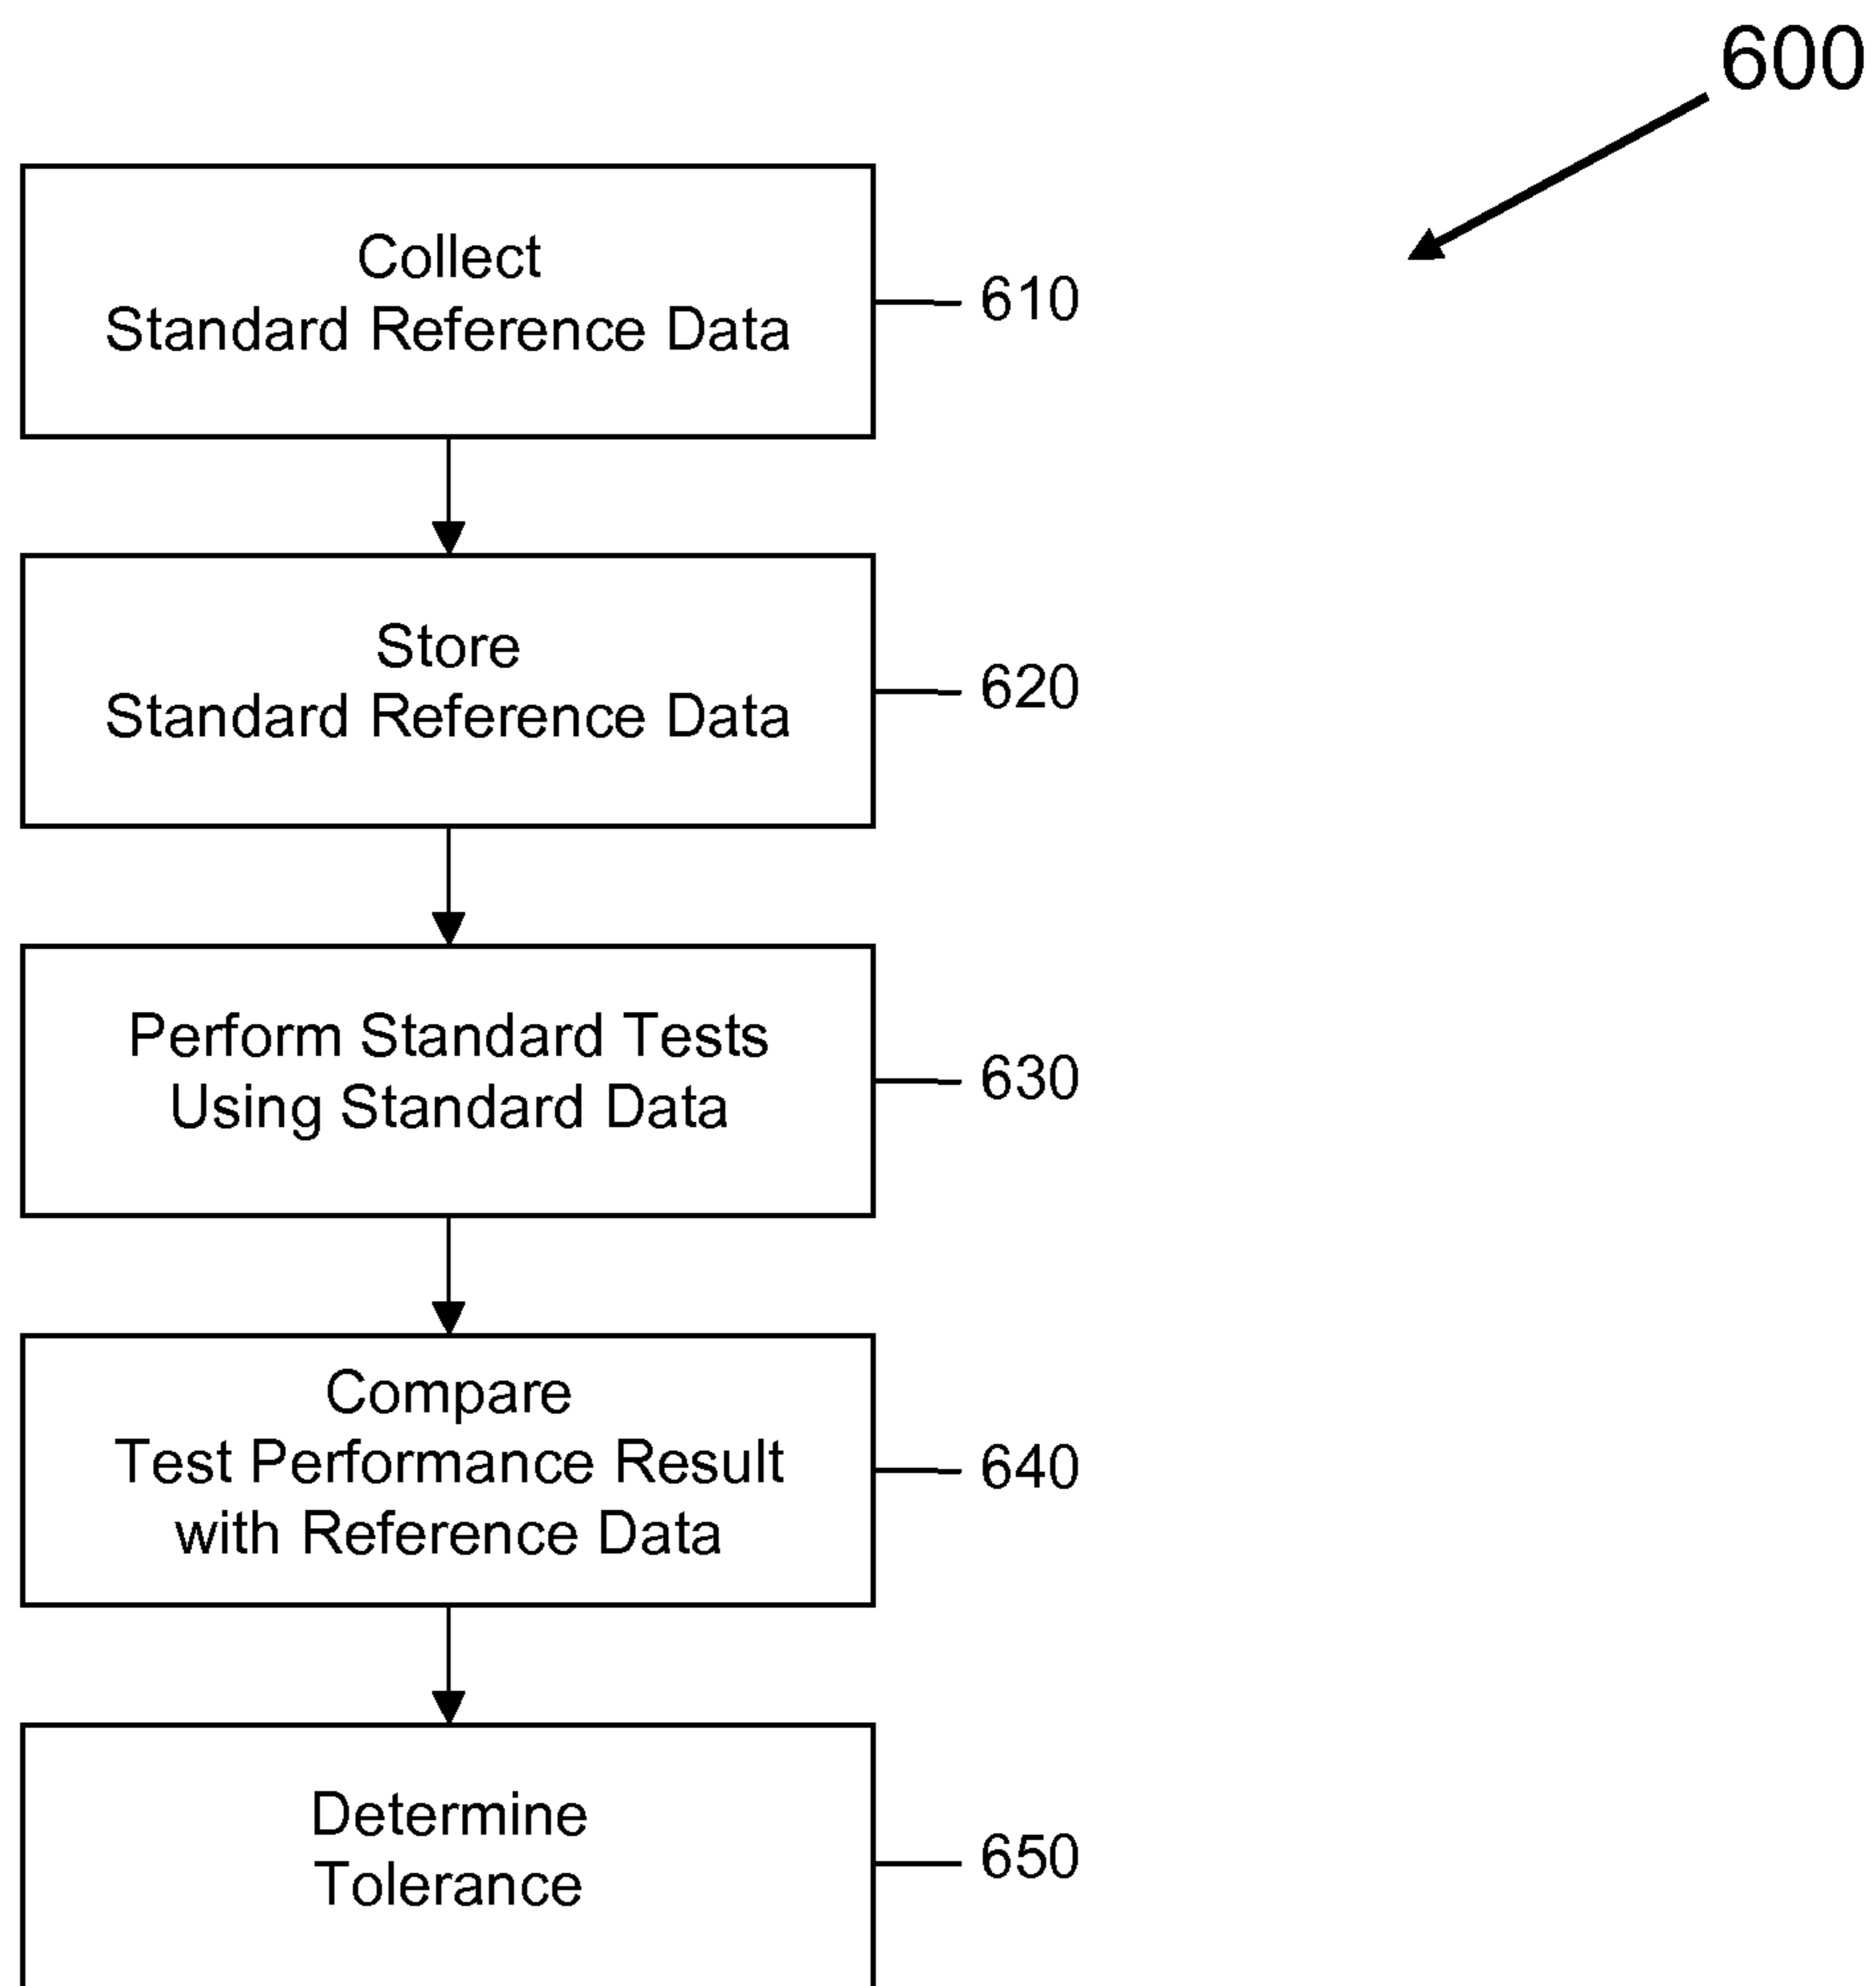 600
Collect
Standard Reference Data
610
Store
Standard Reference Data
620
Perform Standard Tests
Using Standard Data
630
Compare
Test Performance Result
with Reference Data
640
Determine
Tolerance
650